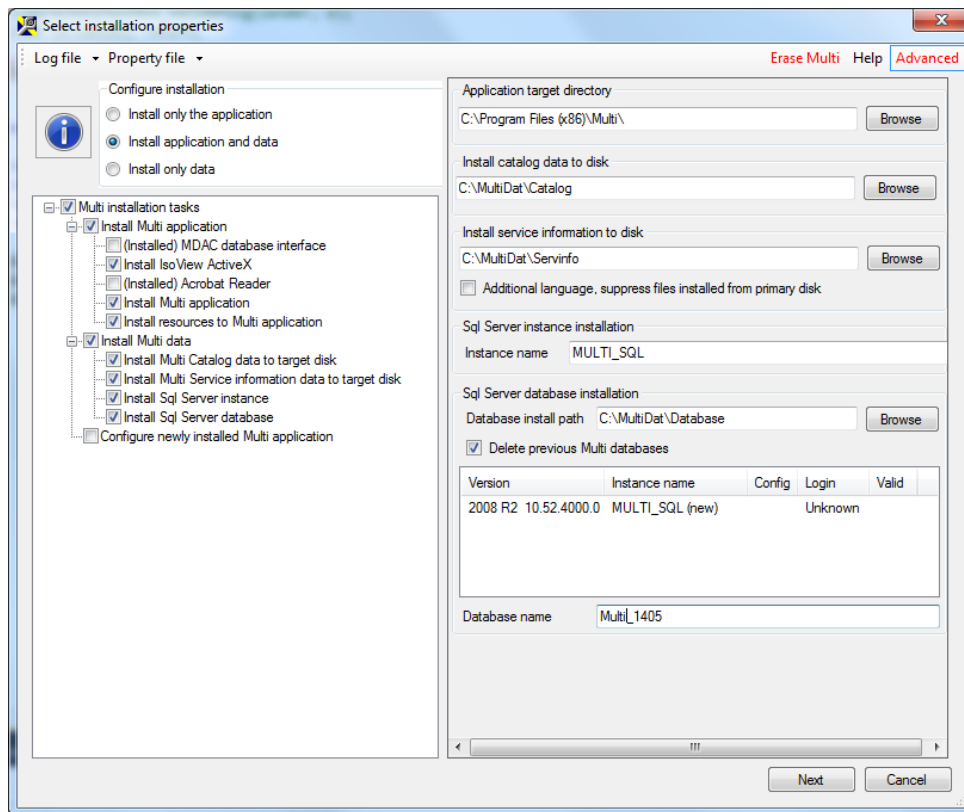 Select installation properties
Log file Property file Erase Multi Help Advanced
Configure installation
Install only the application
Install application and data
Install only data
Multi installation tasks
Install Multi application
(Installed) MDAC database interface
Install IsoView ActiveX
(Installed) Acrobat Reader
Install Multi application
Install resources to Multi application
Install Multi data
Install Multi Catalog data to target disk
Install Multi Service information data to target disk
Install Sql Server instance
Install Sql Server database
Configure newly installed Multi application
Application target directory
C:\Program Files (x86)\Multi\ Browse
Install catalog data to disk
C:\MultiDat\Catalog Browse
Install service information to disk
C:\MultiDat\Servinfo Browse
Additional language, suppress files installed from primary disk
Sql Server instance installation
Instance name MULTI_SQL
Sql Server database installation
Database install path C:\MultiDat\Database Browse
Delete previous Multi databases
Version Instance name Config Login Valid
2008 R2 10.52.4000.0 MULTI_SQL (new) Unknown
Database name Multi_1405
Next Cancel